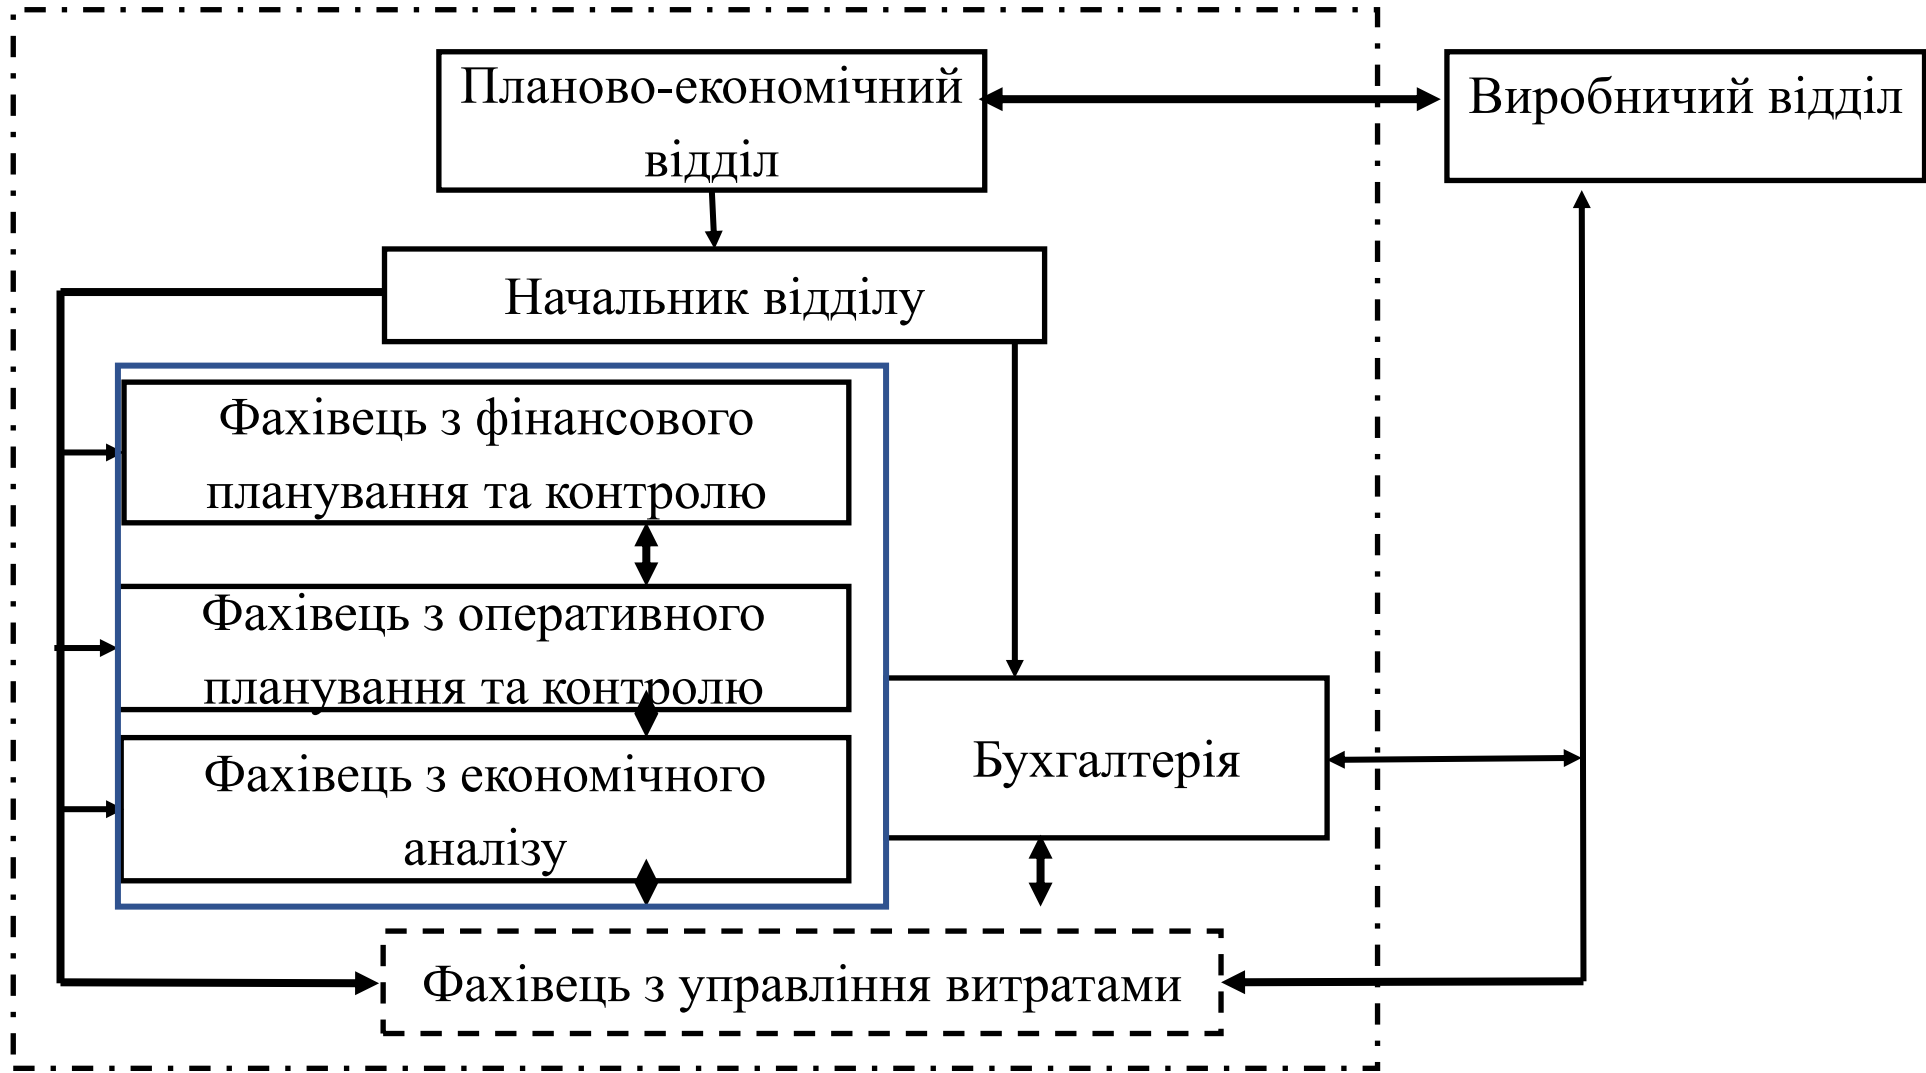 Планово-економічний
відділ
Виробничий відділ
Начальник відділу
Фахівець з фінансового
планування та контролю
Фахівець з оперативного
планування та контролю
Фахівець з економічного
аналізу
Бухгалтерія
Фахівець з управління витратами